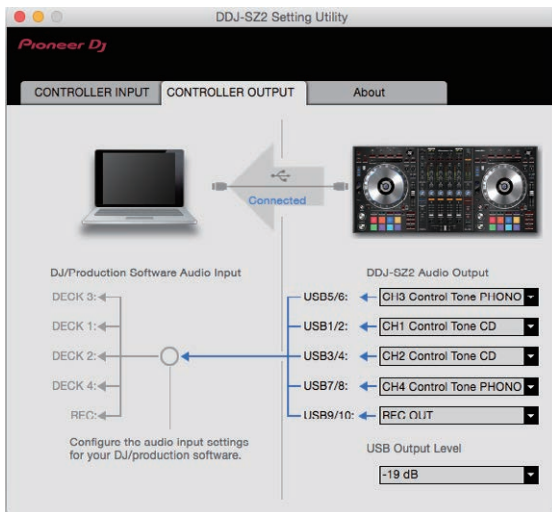 DDJ-SZ2 Setting Utility
Pioneer Dj
CONTROLLER INPUT
CONTROLLER OUTPUT
About
Connected
DJ/Production Software Audio Input
DDJ-SZ2 Audio Output
DECK 3:
USB5/6:
CH3 Control Tone PHONO
DECK 1:
USB1/2:
CH1 Control Tone CD
DECK 2:
USB3/4:
CH2 Control Tone CD
DECK 4:
USB7/8:
CH4 Control Tone PHONO
REC:
USB9/10:
REC OUT
Configure the audio input settings
for your DJ/production software.
USB Output Level
-19 dB